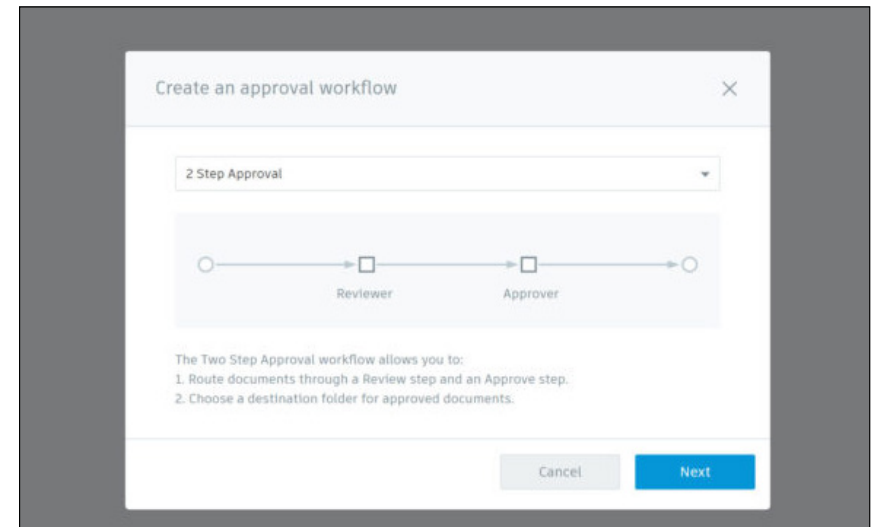 Create an approval workflow
2 Step Approval
Reviewer
Approver
The Two Step Approval workflow allows you to:
1. Route documents through a Review step and an Approve step.
2. Choose a destination folder for approved documents.
Cancel
Next